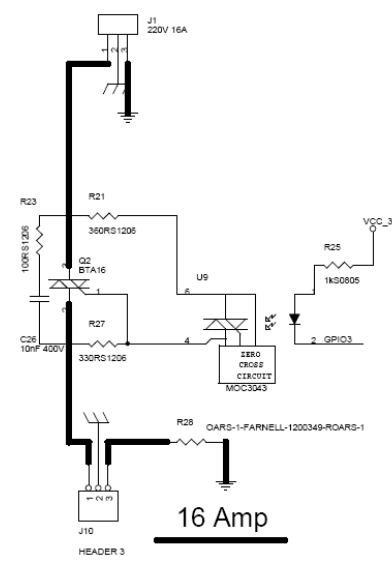 J1
220V 16A
1
2
3
R23
100RS1206
R21
360RS1206
VCC_3
R25
1kS0805
Q2
BTA16
U9
1
6
1
R27
330RS1206
4
2 GPIO3
C26
10nF 400V
ZERO
CROSS
CIRCUIT
MOC3043
R28
OARS-1-FARNELL-1200349-ROARS-1
1
2
3
J10
HEADER 3
16 Amp